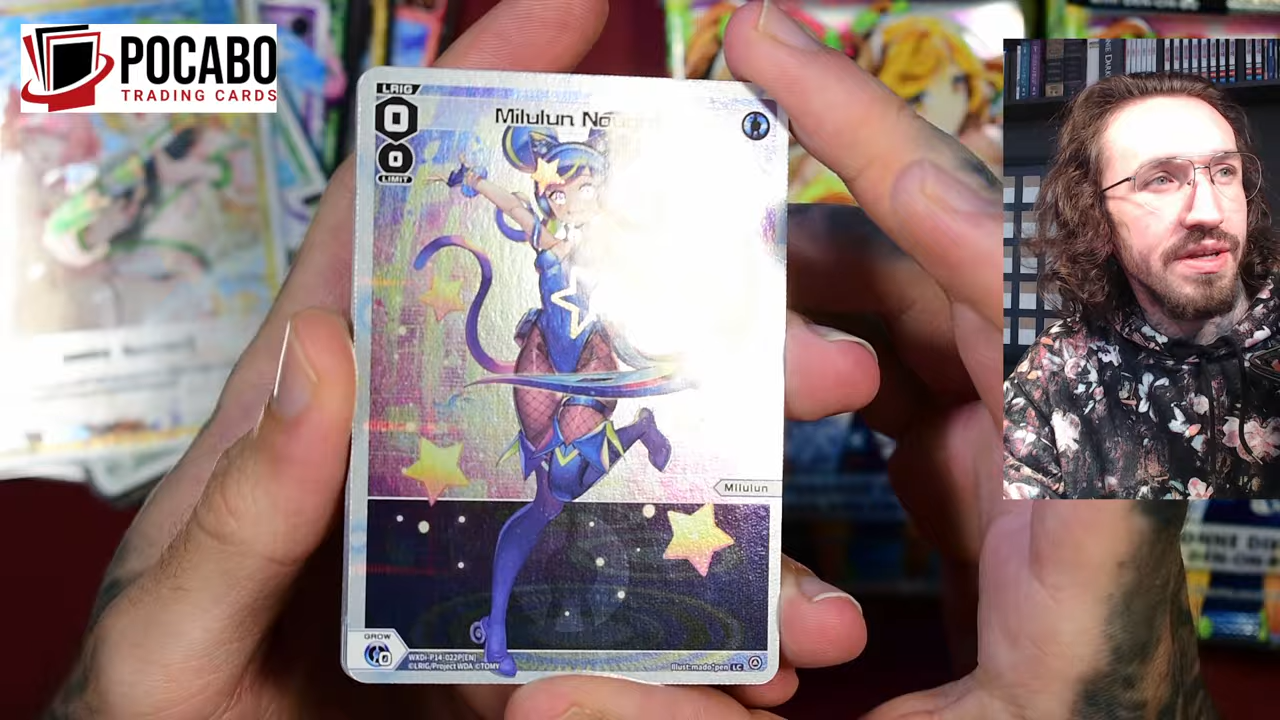 POCABO
TRADING CARDS
LRIG
0
Milulun Nought
0
LIMIT
Milulun
GROW
0
WXDi-P14-022P[EN]
©LRIG/Project WDA ©TOMY
Illust:mado*pen LC